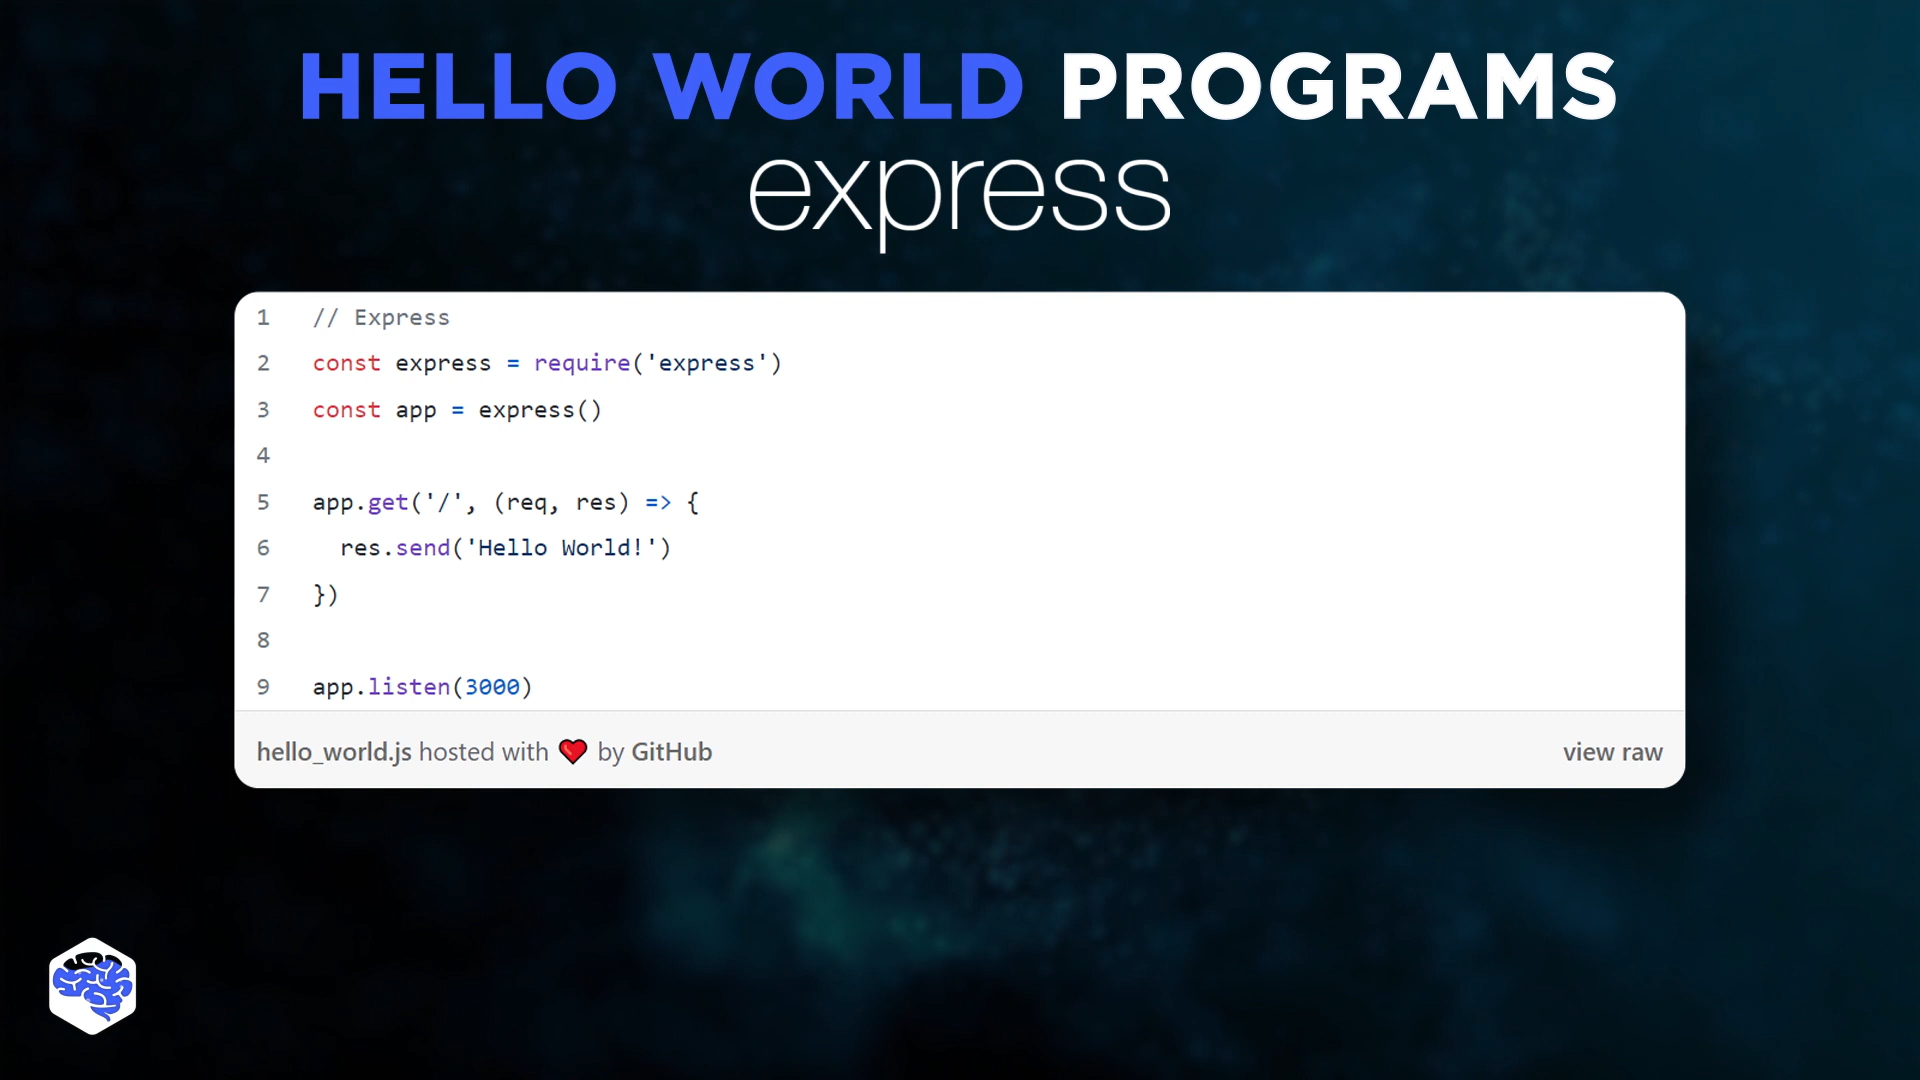 HELLO WORLD PROGRAMS
express
1 // Express
2 const express = require('express')
3 const app = express()
4
5 app.get('/', (req, res) => {
6   res.send('Hello World!')
7 })
8
9 app.listen(3000)
hello_world.js hosted with ❤ by GitHub view raw